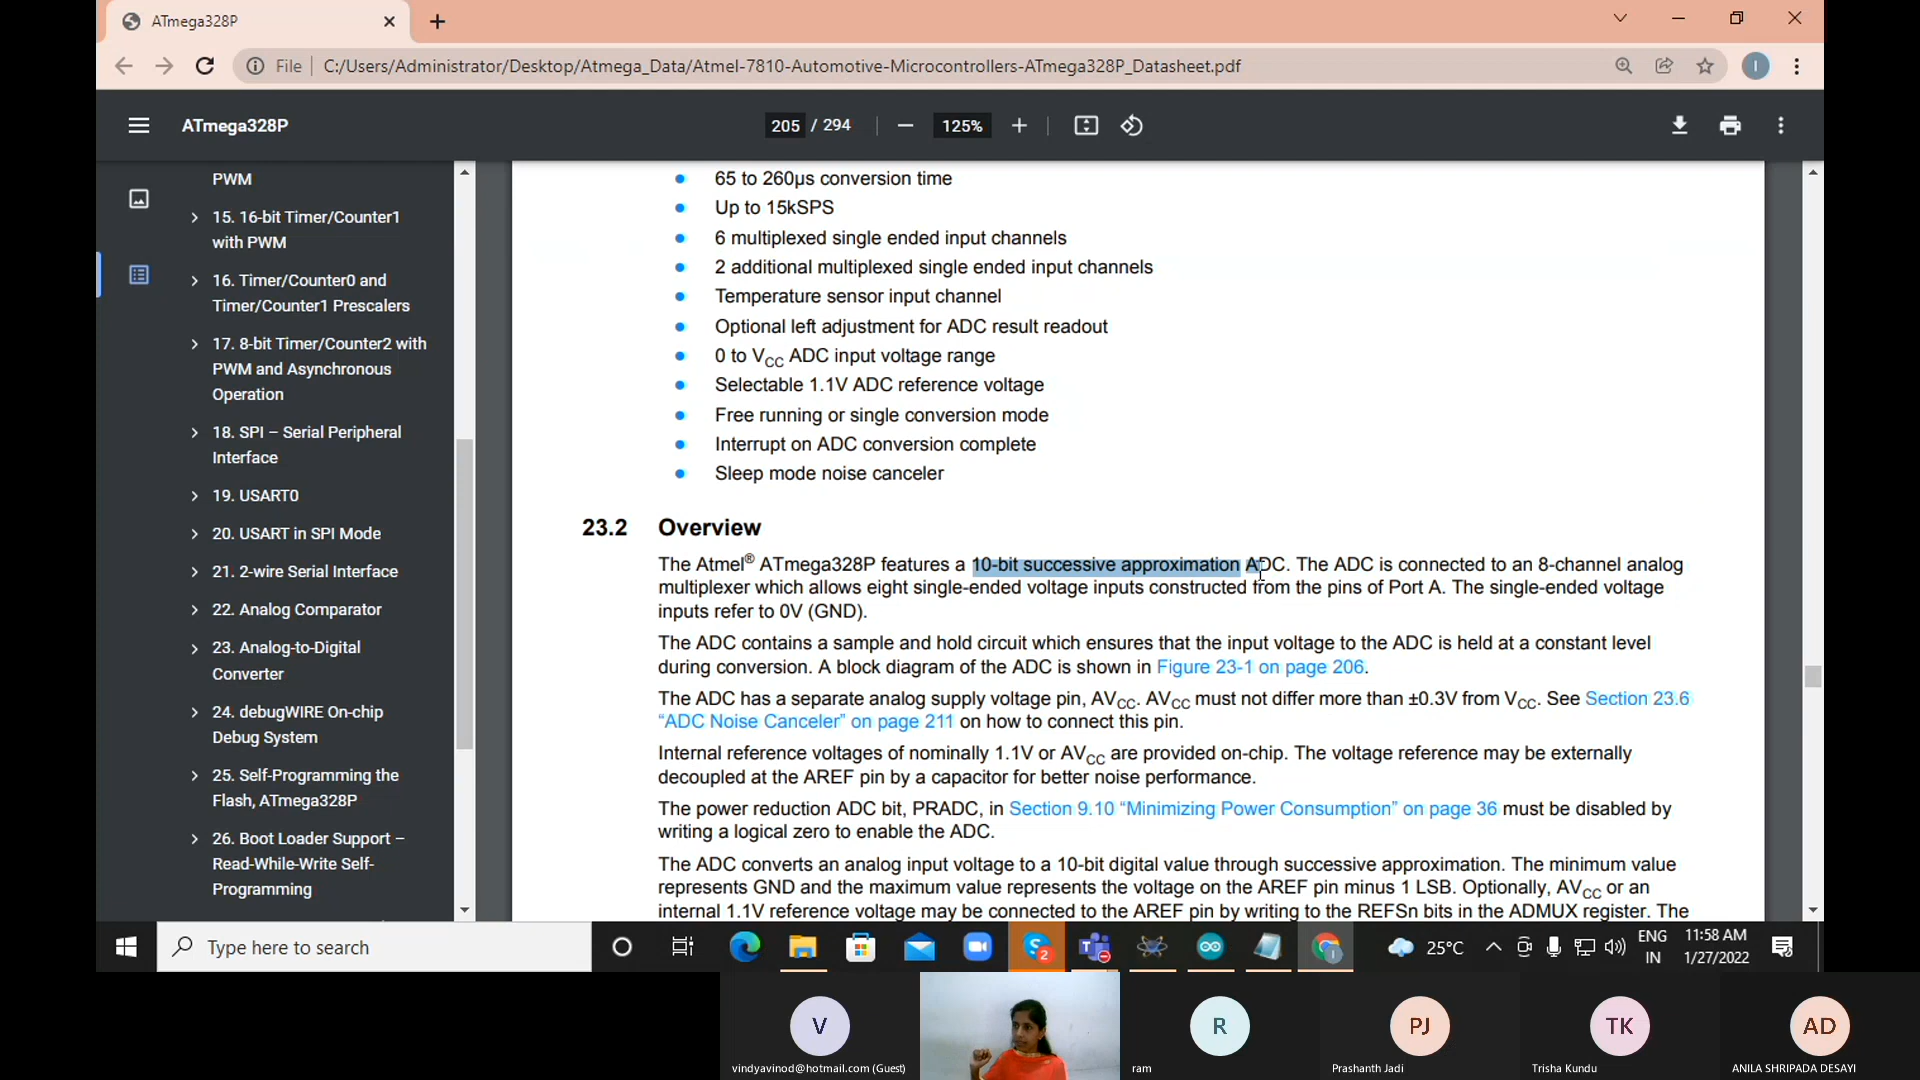 ATmega328P
File
C:/Users/Administrator/Desktop/Atmega_Data/Atmel-7810-Automotive-Microcontrollers-ATmega328P_Datasheet.pdf
I
ATmega328P
205 / 294
125%
PWM
15. 16-bit Timer/Counter1
with PWM
16. Timer/Counter0 and
Timer/Counter1 Prescalers
17. 8-bit Timer/Counter2 with
PWM and Asynchronous
Operation
18. SPI – Serial Peripheral
Interface
19. USART0
20. USART in SPI Mode
21. 2-wire Serial Interface
22. Analog Comparator
23. Analog-to-Digital
Converter
24. debugWIRE On-chip
Debug System
25. Self-Programming the
Flash, ATmega328P
26. Boot Loader Support –
Read-While-Write Self-
Programming
65 to 260µs conversion time
Up to 15kSPS
6 multiplexed single ended input channels
2 additional multiplexed single ended input channels
Temperature sensor input channel
Optional left adjustment for ADC result readout
0 to VCC ADC input voltage range
Selectable 1.1V ADC reference voltage
Free running or single conversion mode
Interrupt on ADC conversion complete
Sleep mode noise canceler
23.2 Overview
The Atmel® ATmega328P features a 10-bit successive approximation ADC. The ADC is connected to an 8-channel analog
multiplexer which allows eight single-ended voltage inputs constructed from the pins of Port A. The single-ended voltage
inputs refer to 0V (GND).
The ADC contains a sample and hold circuit which ensures that the input voltage to the ADC is held at a constant level
during conversion. A block diagram of the ADC is shown in Figure 23-1 on page 206.
The ADC has a separate analog supply voltage pin, AVCC. AVCC must not differ more than ±0.3V from VCC. See Section 23.6
“ADC Noise Canceler” on page 211 on how to connect this pin.
Internal reference voltages of nominally 1.1V or AVCC are provided on-chip. The voltage reference may be externally
decoupled at the AREF pin by a capacitor for better noise performance.
The power reduction ADC bit, PRADC, in Section 9.10 “Minimizing Power Consumption” on page 36 must be disabled by
writing a logical zero to enable the ADC.
The ADC converts an analog input voltage to a 10-bit digital value through successive approximation. The minimum value
represents GND and the maximum value represents the voltage on the AREF pin minus 1 LSB. Optionally, AVCC or an
internal 1.1V reference voltage may be connected to the AREF pin by writing to the REFSn bits in the ADMUX register. The
Type here to search
S
2
25°C
ENG
IN
11:58 AM
1/27/2022
V
R
PJ
TK
AD
vindyavinod@hotmail.com (Guest)
ram
Prashanth Jadi
Trisha Kundu
ANILA SHRIPADA DESAYI